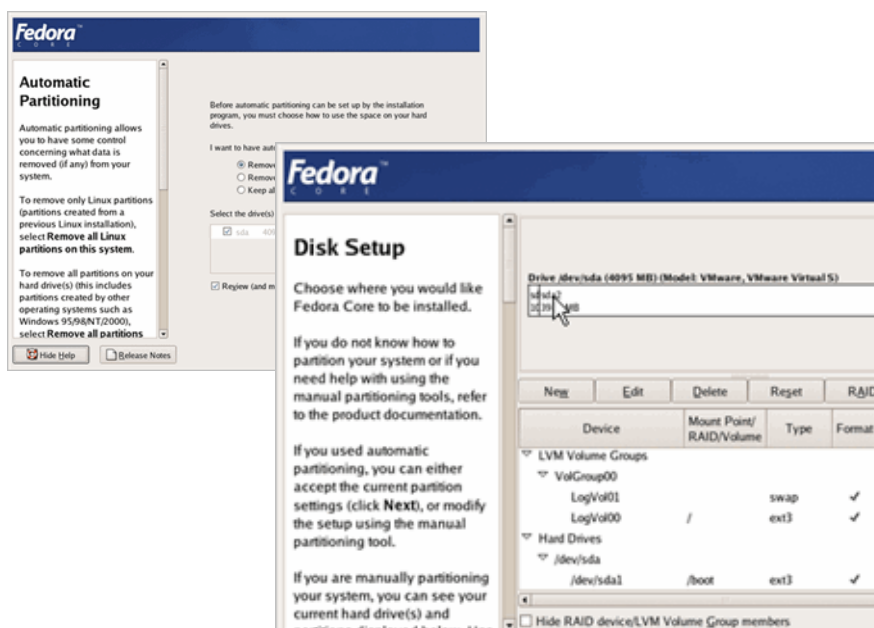 Fedora™
CORE
Automatic
Partitioning
Automatic partitioning allows
you to have some control
concerning what data is
removed (if any) from your
system.
To remove only Linux partitions
(partitions created from a
previous Linux installation),
select Remove all Linux
partitions on this system.
To remove all partitions on your
hard drive(s) (this includes
partitions created by other
operating systems such as
Windows 95/98/NT/2000),
select Remove all partitions
Hide Help
Release Notes
Before automatic partitioning can be set up by the installation
program, you must choose how to use the space on your hard
drives.
I want to have
Remov
Remov
Keep al
Select the drive(s)
sda
Review (and m
Fedora™
CORE
Disk Setup
Choose where you would like
Fedora Core to be installed.
If you do not know how to
partition your system or if you
need help with using the
manual partitioning tools, refer
to the product documentation.
If you used automatic
partitioning, you can either
accept the current partition
settings (click Next), or modify
the setup using the manual
partitioning tool.
If you are manually partitioning
your system, you can see your
current hard drive(s) and
Drive /dev/sda (4095 MB) (Model: VMware, VMware Virtual S)
MB
New Edit Delete Reset RAID
Device Mount Point/ RAID/Volume Type Format
LVM Volume Groups
VolGroup00
LogVol01 swap ✓
LogVol00 / ext3 ✓
Hard Drives
/dev/sda
/dev/sda1 /boot ext3 ✓
Hide RAID device/LVM Volume Group members